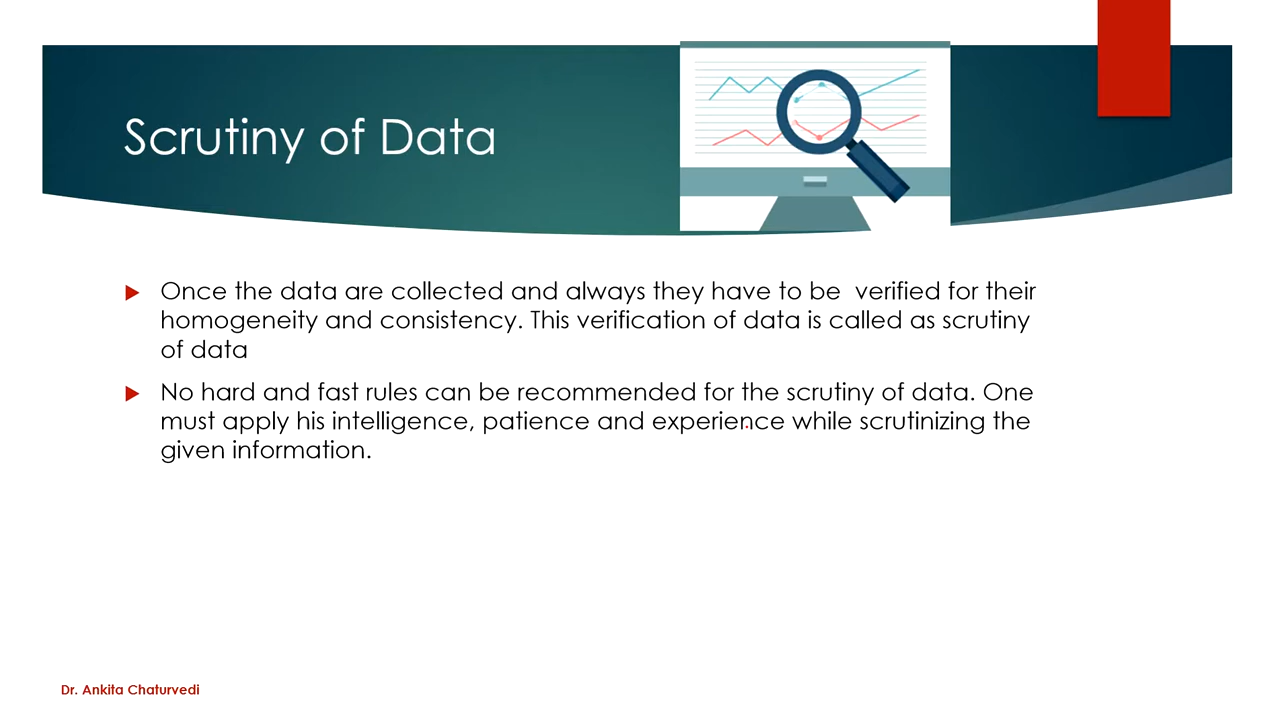 Scrutiny of Data
Once the data are collected and always they have to be  verified for their
homogeneity and consistency. This verification of data is called as scrutiny
of data
No hard and fast rules can be recommended for the scrutiny of data. One
must apply his intelligence, patience and experience while scrutinizing the
given information.
Dr. Ankita Chaturvedi